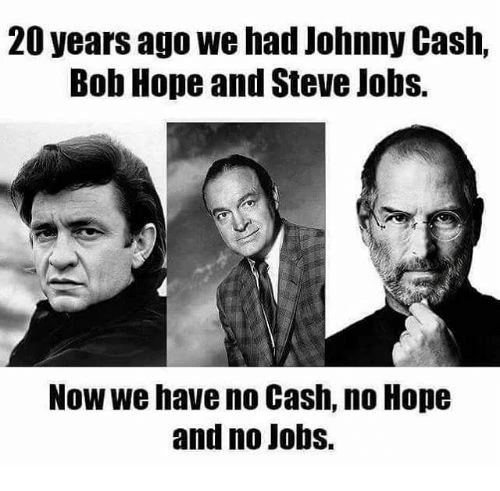 20 years ago we had Johnny Cash,
Bob Hope and Steve Jobs.
Now we have no Cash, no Hope
and no Jobs.